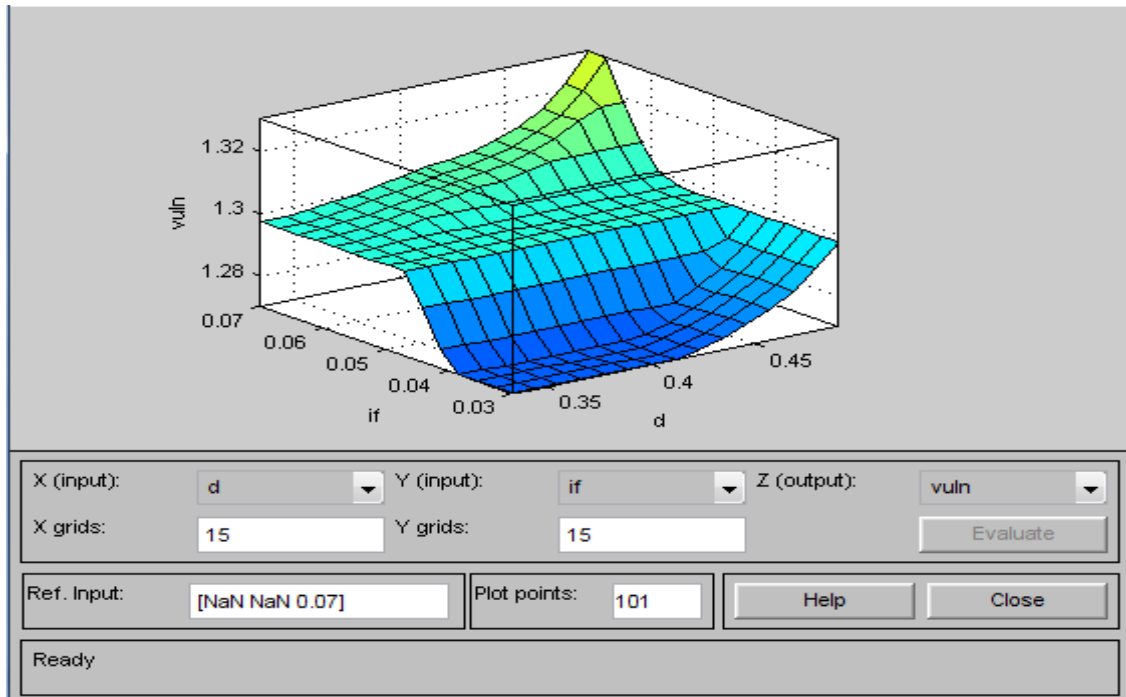 1.32
1.3
1.28
vuln
0.07
0.06
0.05
0.04
0.03
if
0.35
0.4
0.45
d
X (input): d Y (input): if Z (output): vuln
X grids: 15 Y grids: 15 Evaluate
Ref. Input: [NaN NaN 0.07] Plot points: 101 Help Close
Ready